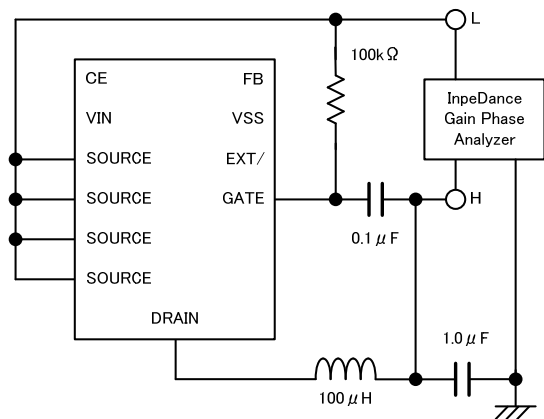 L
100kΩ
CE
FB
InpeDance
Gain Phase
Analyzer
VIN
VSS
SOURCE
EXT/
SOURCE
GATE
H
SOURCE
0.1μF
SOURCE
DRAIN
1.0μF
100μH